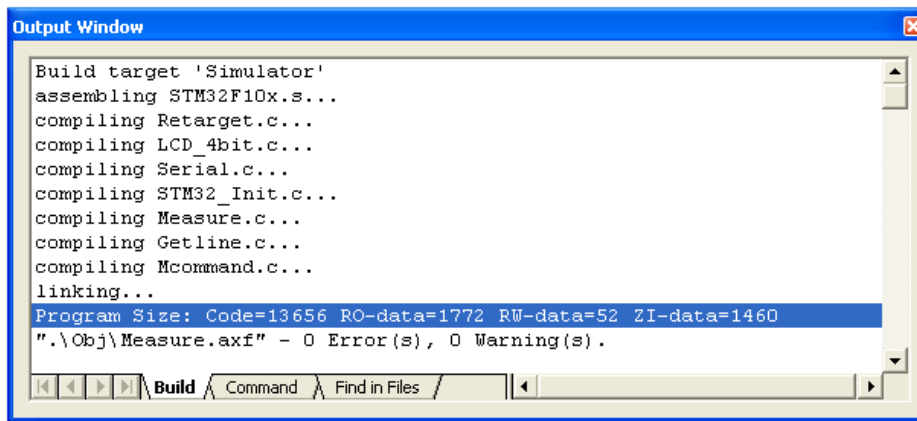 Output Window
Build target 'Simulator'
assembling STM32F10x.s...
compiling Retarget.c...
compiling LCD_4bit.c...
compiling Serial.c...
compiling STM32_Init.c...
compiling Measure.c...
compiling Getline.c...
compiling Mcommand.c...
linking...
Program Size: Code=13656 RO-data=1772 RW-data=52 ZI-data=1460
".\Obj\Measure.axf" - 0 Error(s), 0 Warning(s).
Build Command Find in Files